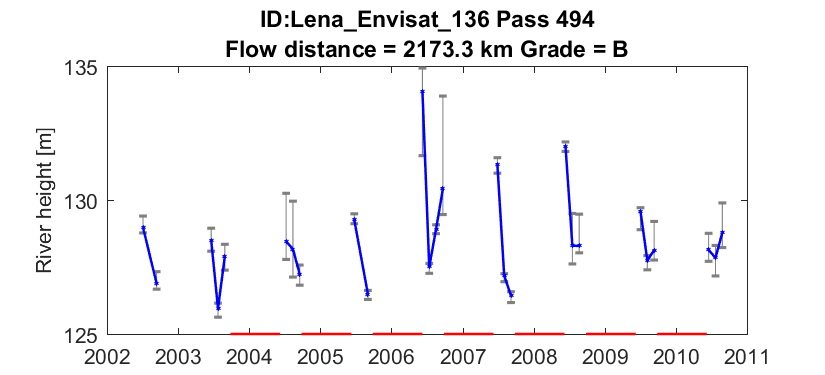 ID:Lena_Envisat_136 Pass 494
Flow distance = 2173.3 km Grade = B
135
130
125
River height [m]
2002 2003 2004 2005 2006 2007 2008 2009 2010 2011